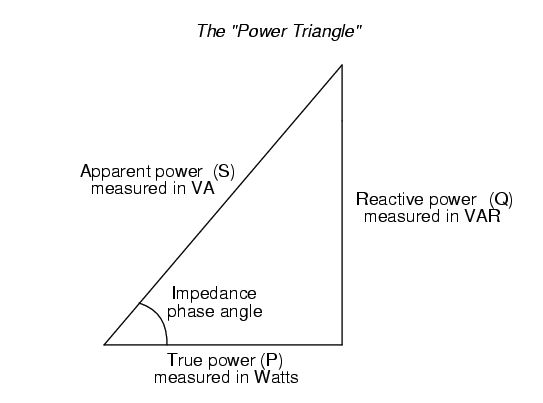 The "Power Triangle"
Apparent power (S)
measured in VA
Reactive power (Q)
measured in VAR
Impedance
phase angle
True power (P)
measured in Watts